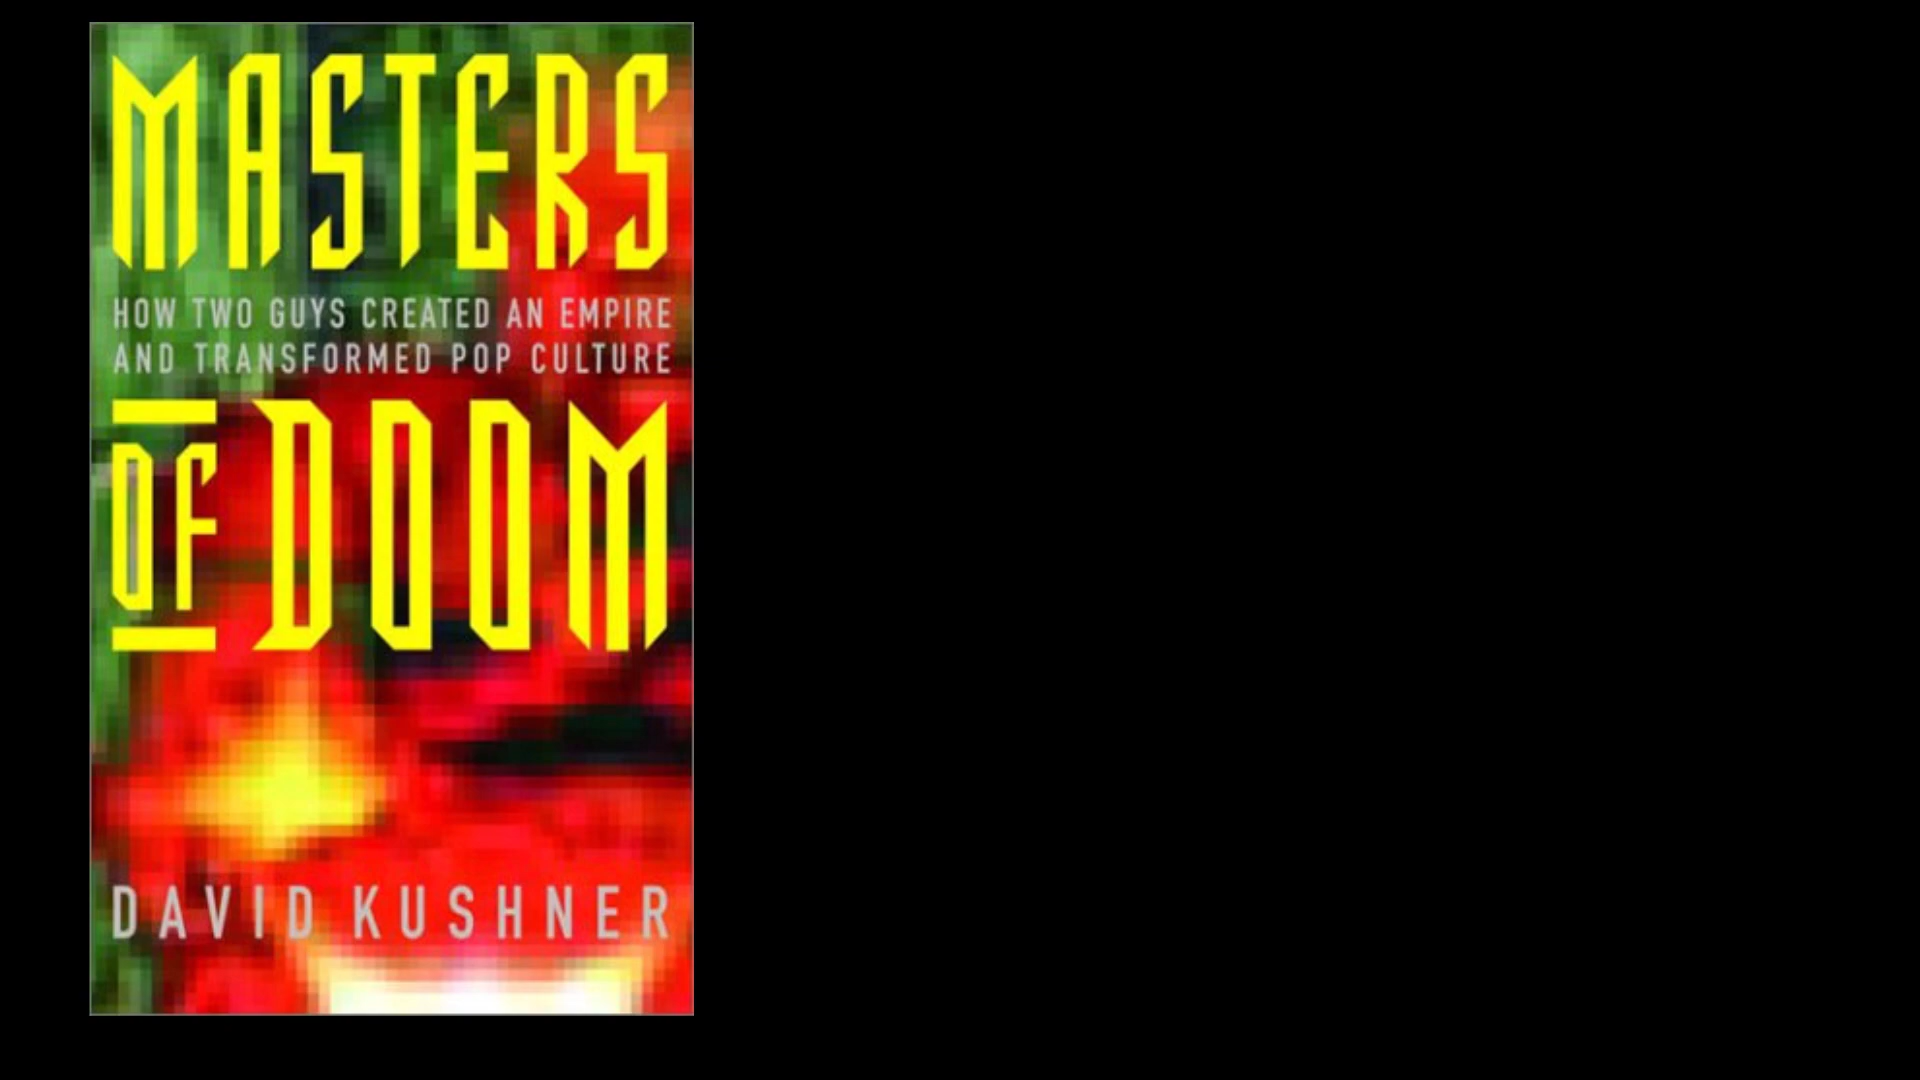 MASTERS
HOW TWO GUYS CREATED AN EMPIRE
AND TRANSFORMED POP CULTURE
OF DOOM
DAVID KUSHNER